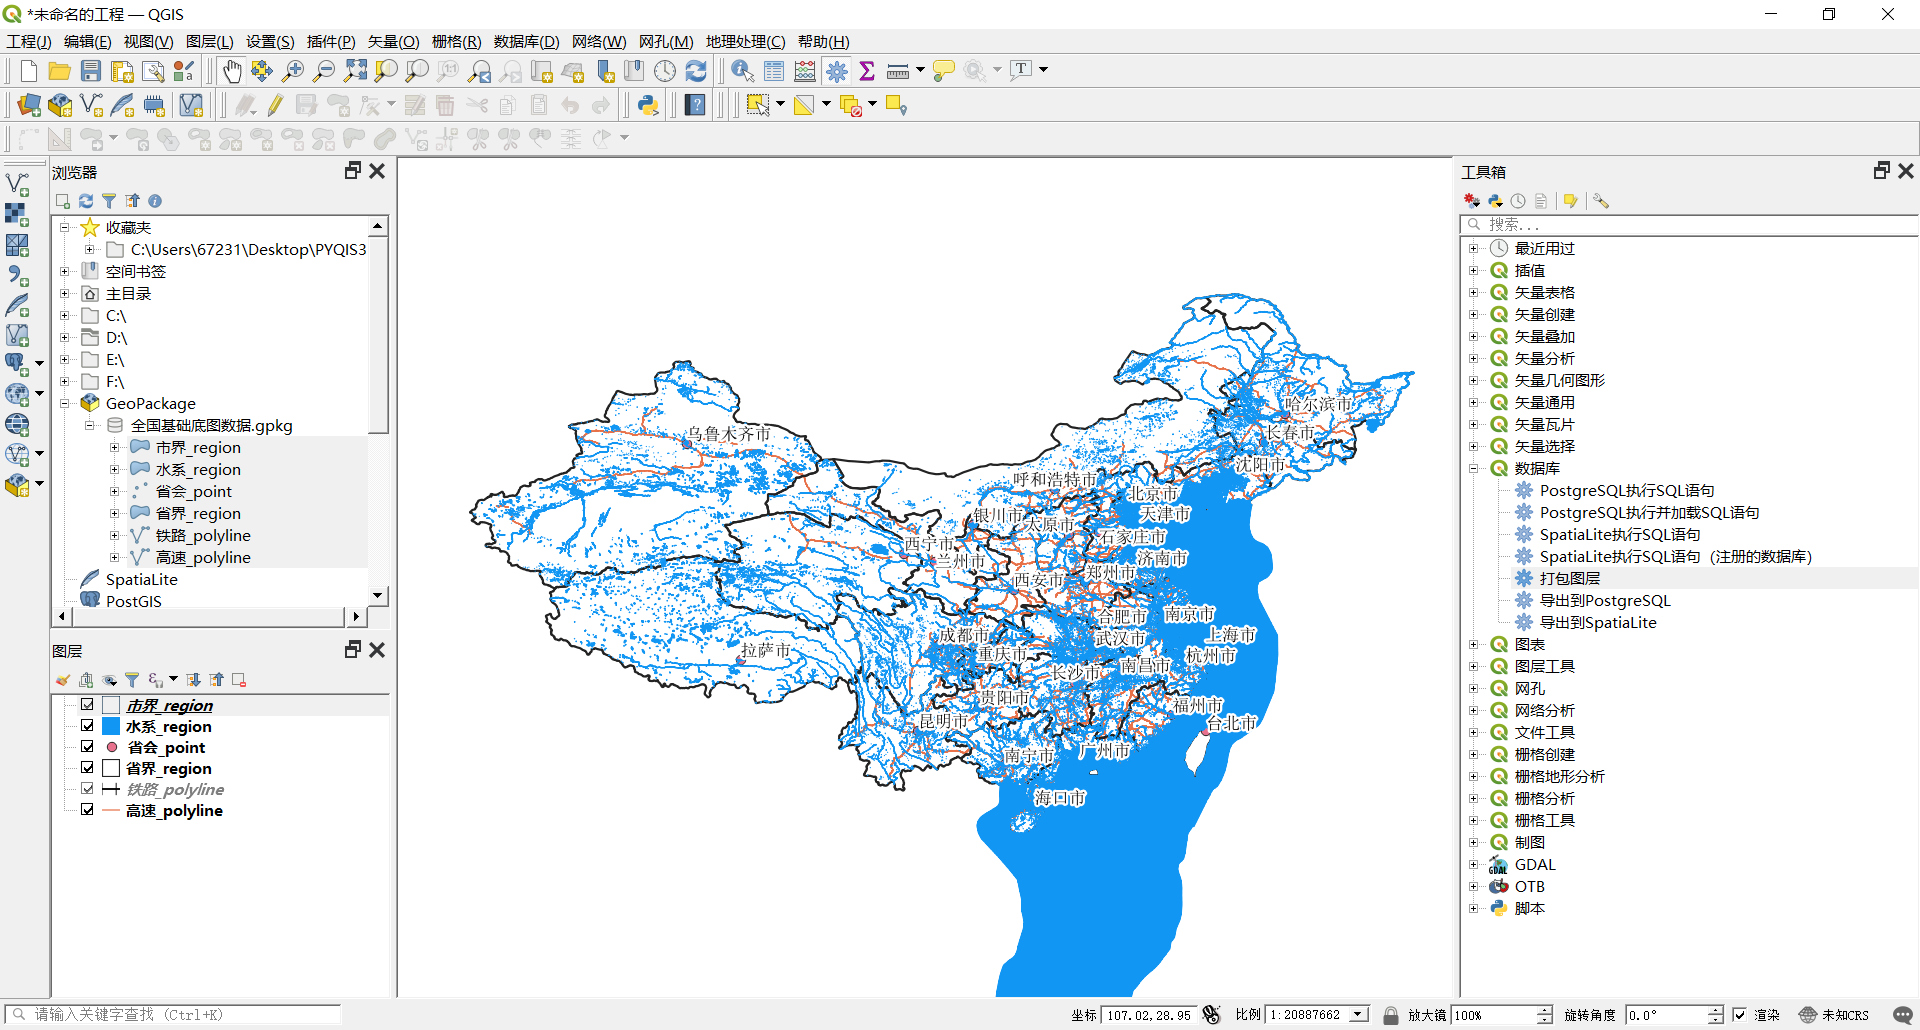 *未命名的工程 — QGIS
工程(J) 编辑(E) 视图(V) 图层(L) 设置(S) 插件(P) 矢量(O) 栅格(R) 数据库(D) 网络(W) 网孔(M) 地理处理(C) 帮助(H)
浏览器
收藏夹
C:\Users\67231\Desktop\PYQIS3
空间书签
主目录
C:\
D:\
E:\
F:\
GeoPackage
全国基础底图数据.gpkg
市界_region
水系_region
省会_point
省界_region
铁路_polyline
高速_polyline
SpatiaLite
PostGIS
图层
市界_region
水系_region
省会_point
省界_region
铁路_polyline
高速_polyline
哈尔滨市
长春市
乌鲁木齐市
沈阳市
呼和浩特市
北京市
天津市
银川市
太原市
石家庄市
西宁市
兰州市
济南市
西安市
郑州市
合肥市
南京市
成都市
武汉市
上海市
拉萨市
重庆市
杭州市
长沙市
南昌市
贵阳市
福州市
昆明市
台北市
南宁市
广州市
海口市
工具箱
搜索...
最近用过
插值
矢量表格
矢量创建
矢量叠加
矢量分析
矢量几何图形
矢量通用
矢量瓦片
矢量选择
数据库
PostgreSQL执行SQL语句
PostgreSQL执行并加载SQL语句
SpatiaLite执行SQL语句
SpatiaLite执行SQL语句（注册的数据库）
打包图层
导出到PostgreSQL
导出到SpatiaLite
图表
图层工具
网孔
网络分析
文件工具
栅格创建
栅格地形分析
栅格分析
栅格工具
制图
GDAL
OTB
脚本
请输入关键字查找 (Ctrl+K)
坐标 107.02,28.95 比例 1:20887662 放大镜 100% 旋转角度 0.0° 渲染 未知CRS